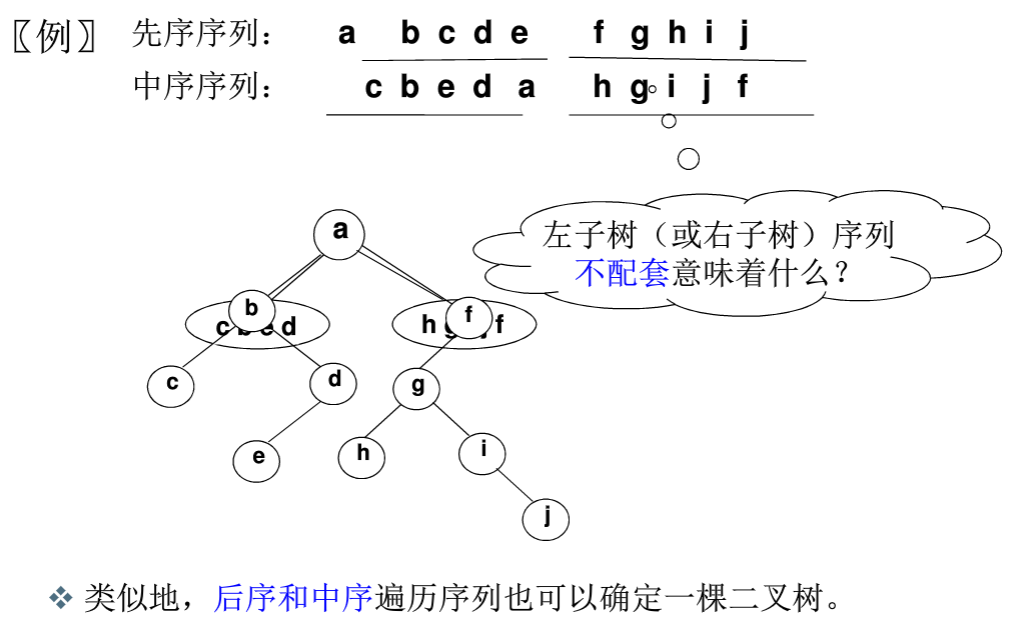 〖例〗 先序序列： a b c d e f g h i j
中序序列： c b e d a h g i j f
左子树（或右子树）序列
不配套意味着什么？
a
b f
c b e d h g j f
c d g
e h i
j
❖ 类似地，后序和中序遍历序列也可以确定一棵二叉树。